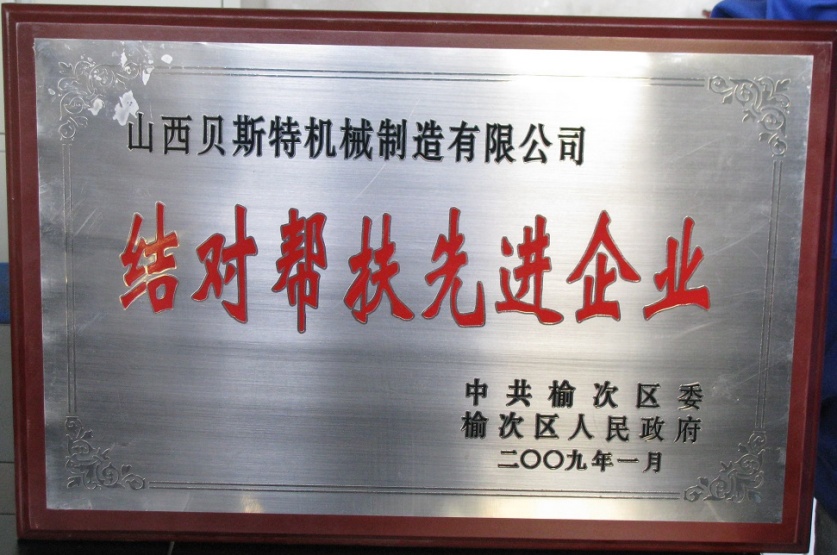 山西贝斯特机械制造有限公司
结对帮扶先进企业
中共榆次区委
榆次区人民政府
二〇〇九年一月